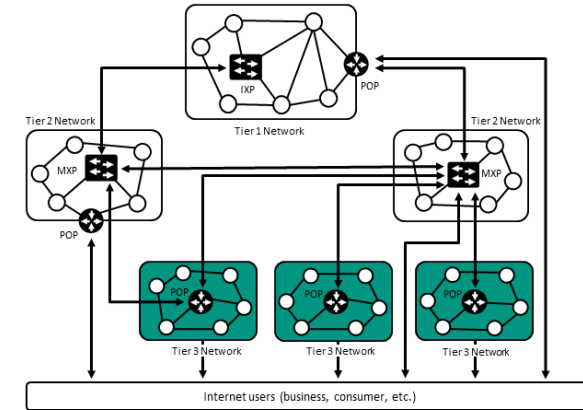 IXP
POP
Tier 1 Network
Tier 2 Network
Tier 2 Network
MXP
MXP
POP
POP
POP
POP
Tier 3 Network
Tier 3 Network
Tier 3 Network
Internet users (business, consumer, etc.)